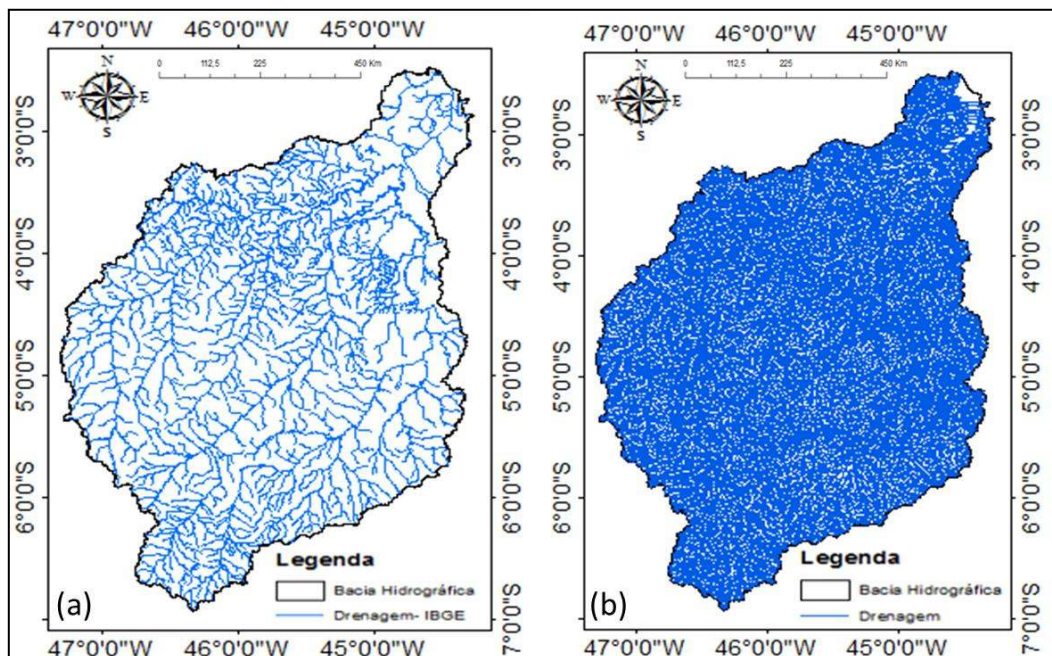 47°0'0"W 46°0'0"W 45°0'0"W
N
W E
S
0 112,5 225 450 Km
3°0'0"S
4°0'0"S
5°0'0"S
6°0'0"S
3°0'0"S
4°0'0"S
5°0'0"S
6°0'0"S
7°0'0"S
Legenda
Bacia Hidrográfica
Drenagem- IBGE
(a)
47°0'0"W 46°0'0"W 45°0'0"W
47°0'0"W 46°0'0"W 45°0'0"W
N
W E
S
0 112,5 225 450 Km
3°0'0"S
4°0'0"S
5°0'0"S
6°0'0"S
3°0'0"S
4°0'0"S
5°0'0"S
6°0'0"S
7°0'0"S
Legenda
Bacia Hidrográfica
Drenagem
(b)
47°0'0"W 46°0'0"W 45°0'0"W